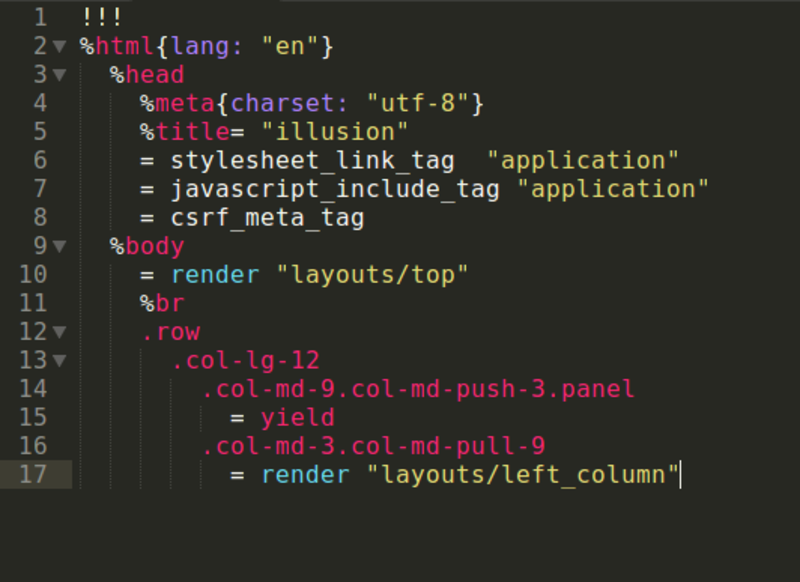 1 !!!
2 %html{lang: "en"}
3 %head
4 %meta{charset: "utf-8"}
5 %title= "illusion"
6 = stylesheet_link_tag  "application"
7 = javascript_include_tag "application"
8 = csrf_meta_tag
9 %body
10 = render "layouts/top"
11 %br
12 .row
13 .col-lg-12
14 .col-md-9.col-md-push-3.panel
15 = yield
16 .col-md-3.col-md-pull-9
17 = render "layouts/left_column"